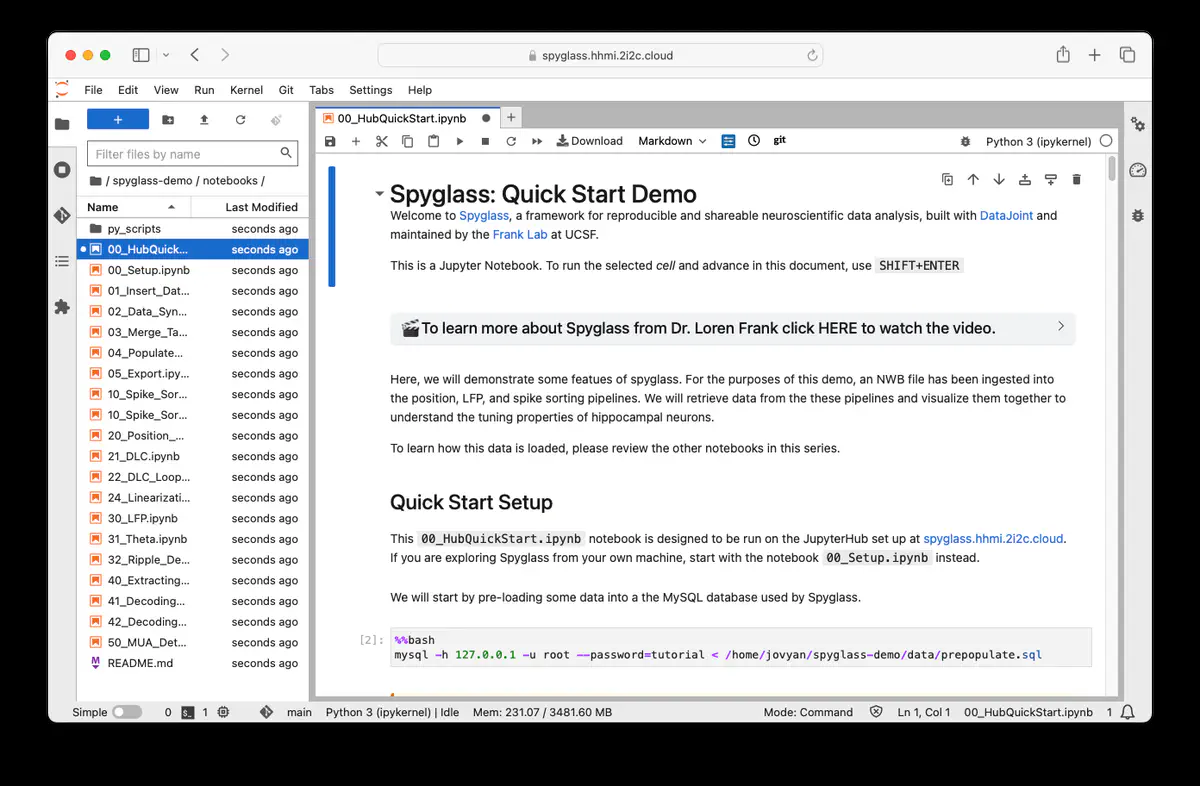 spyglass.hhmi.2i2c.cloud
File Edit View Run Kernel Git Tabs Settings Help
+
Filter files by name
/ spyglass-demo / notebooks /
Name Last Modified
py_scripts seconds ago
00_HubQuick... seconds ago
00_Setup.ipynb seconds ago
01_Insert_Dat... seconds ago
02_Data_Syn... seconds ago
03_Merge_Ta... seconds ago
04_Populate... seconds ago
05_Export.ipy... seconds ago
10_Spike_Sor... seconds ago
10_Spike_Sor... seconds ago
20_Position_... seconds ago
21_DLC.ipynb seconds ago
22_DLC_Loop... seconds ago
24_Linearizati... seconds ago
30_LFP.ipynb seconds ago
31_Theta.ipynb seconds ago
32_Ripple_De... seconds ago
40_Extracting... seconds ago
41_Decoding... seconds ago
42_Decoding... seconds ago
50_MUA_Det... seconds ago
README.md seconds ago
00_HubQuickStart.ipynb
Download Markdown git Python 3 (ipykernel)
Spyglass: Quick Start Demo
Welcome to Spyglass, a framework for reproducible and shareable neuroscientific data analysis, built with DataJoint and
maintained by the Frank Lab at UCSF.
This is a Jupyter Notebook. To run the selected cell and advance in this document, use SHIFT+ENTER
🎬To learn more about Spyglass from Dr. Loren Frank click HERE to watch the video.
Here, we will demonstrate some featues of spyglass. For the purposes of this demo, an NWB file has been ingested into
the position, LFP, and spike sorting pipelines. We will retrieve data from the these pipelines and visualize them together to
understand the tuning properties of hippocampal neurons.
To learn how this data is loaded, please review the other notebooks in this series.
Quick Start Setup
This 00_HubQuickStart.ipynb notebook is designed to be run on the JupyterHub set up at spyglass.hhmi.2i2c.cloud.
If you are exploring Spyglass from your own machine, start with the notebook 00_Setup.ipynb instead.
We will start by pre-loading some data into a the MySQL database used by Spyglass.
[2]: %%bash
mysql -h 127.0.0.1 -u root --password=tutorial < /home/jovyan/spyglass-demo/data/prepopulate.sql
Simple 0 1 main Python 3 (ipykernel) | Idle Mem: 231.07 / 3481.60 MB Mode: Command Ln 1, Col 1 00_HubQuickStart.ipynb 1